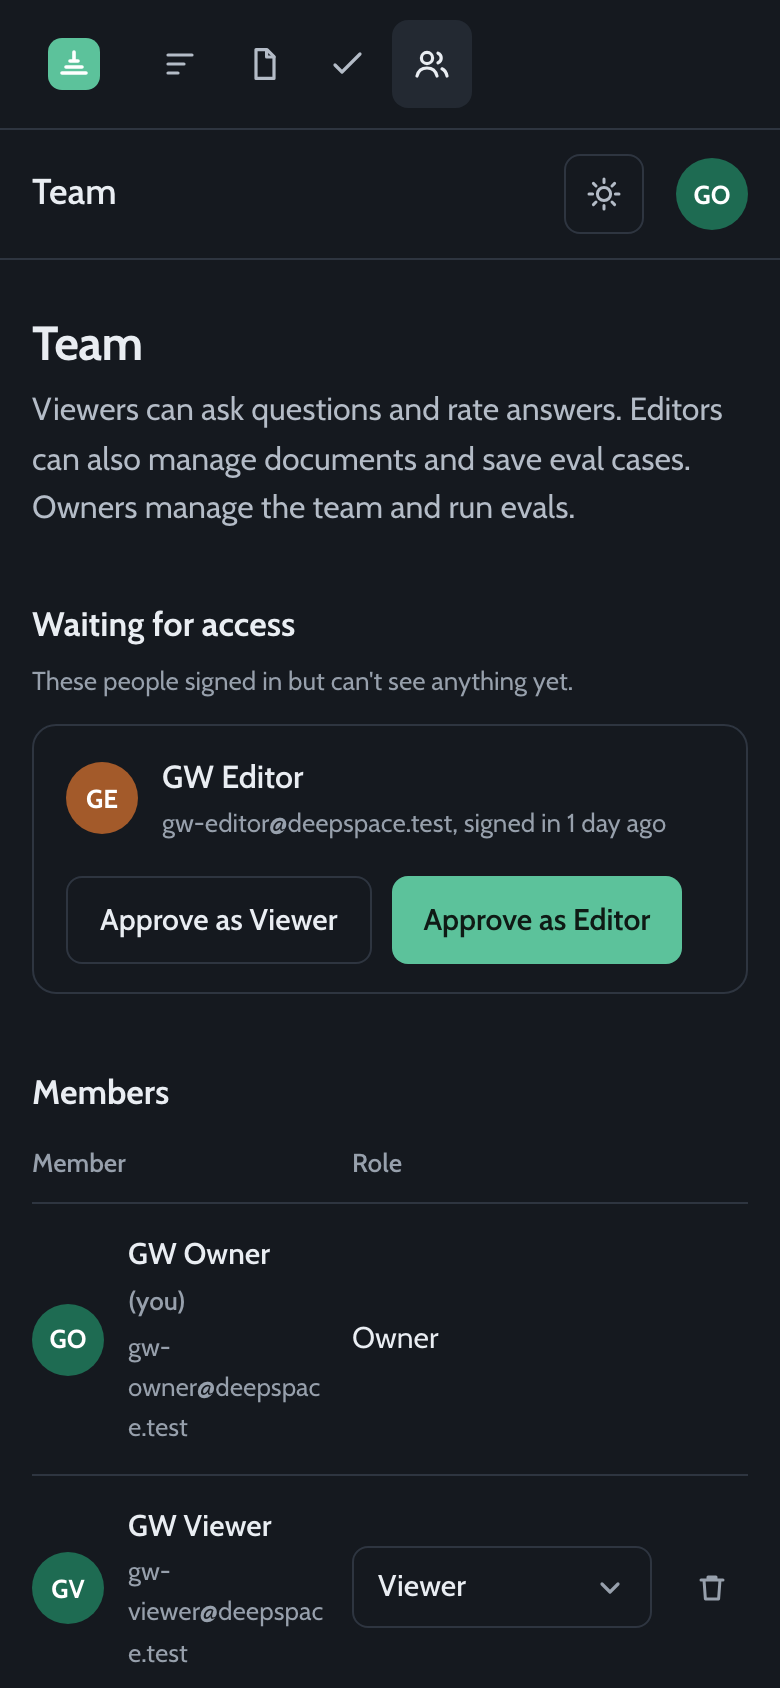 Team
GO
Team
Viewers can ask questions and rate answers. Editors
can also manage documents and save eval cases.
Owners manage the team and run evals.
Waiting for access
These people signed in but can't see anything yet.
GE
GW Editor
gw-editor@deepspace.test, signed in 1 day ago
Approve as Viewer
Approve as Editor
Members
Member
Role
GO
GW Owner
(you)
gw-
owner@deepspac
e.test
Owner
GV
GW Viewer
gw-
viewer@deepspac
e.test
Viewer